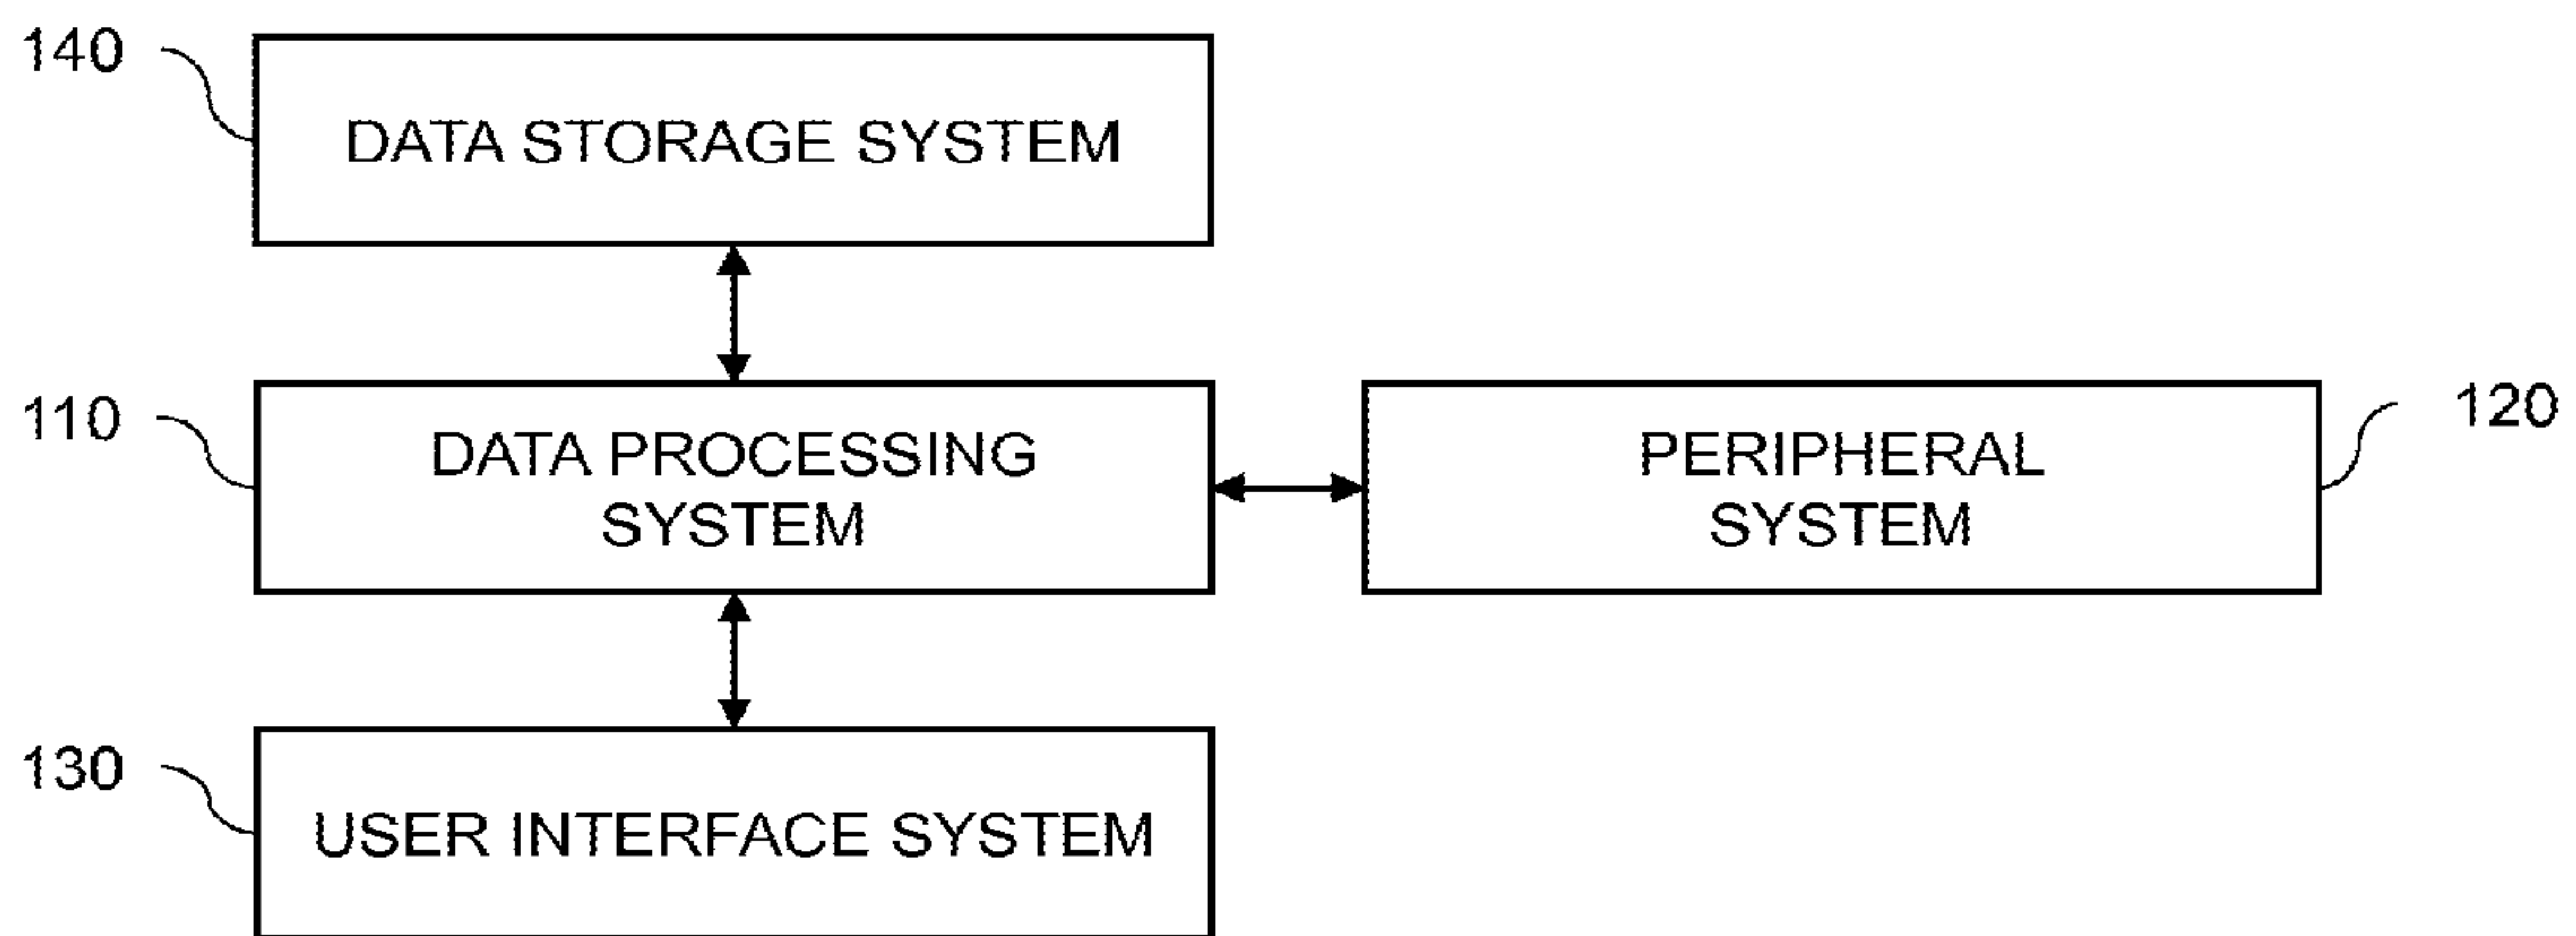 140
DATA STORAGE SYSTEM
110
DATA PROCESSING
SYSTEM
PERIPHERAL
SYSTEM
120
130
USER INTERFACE SYSTEM